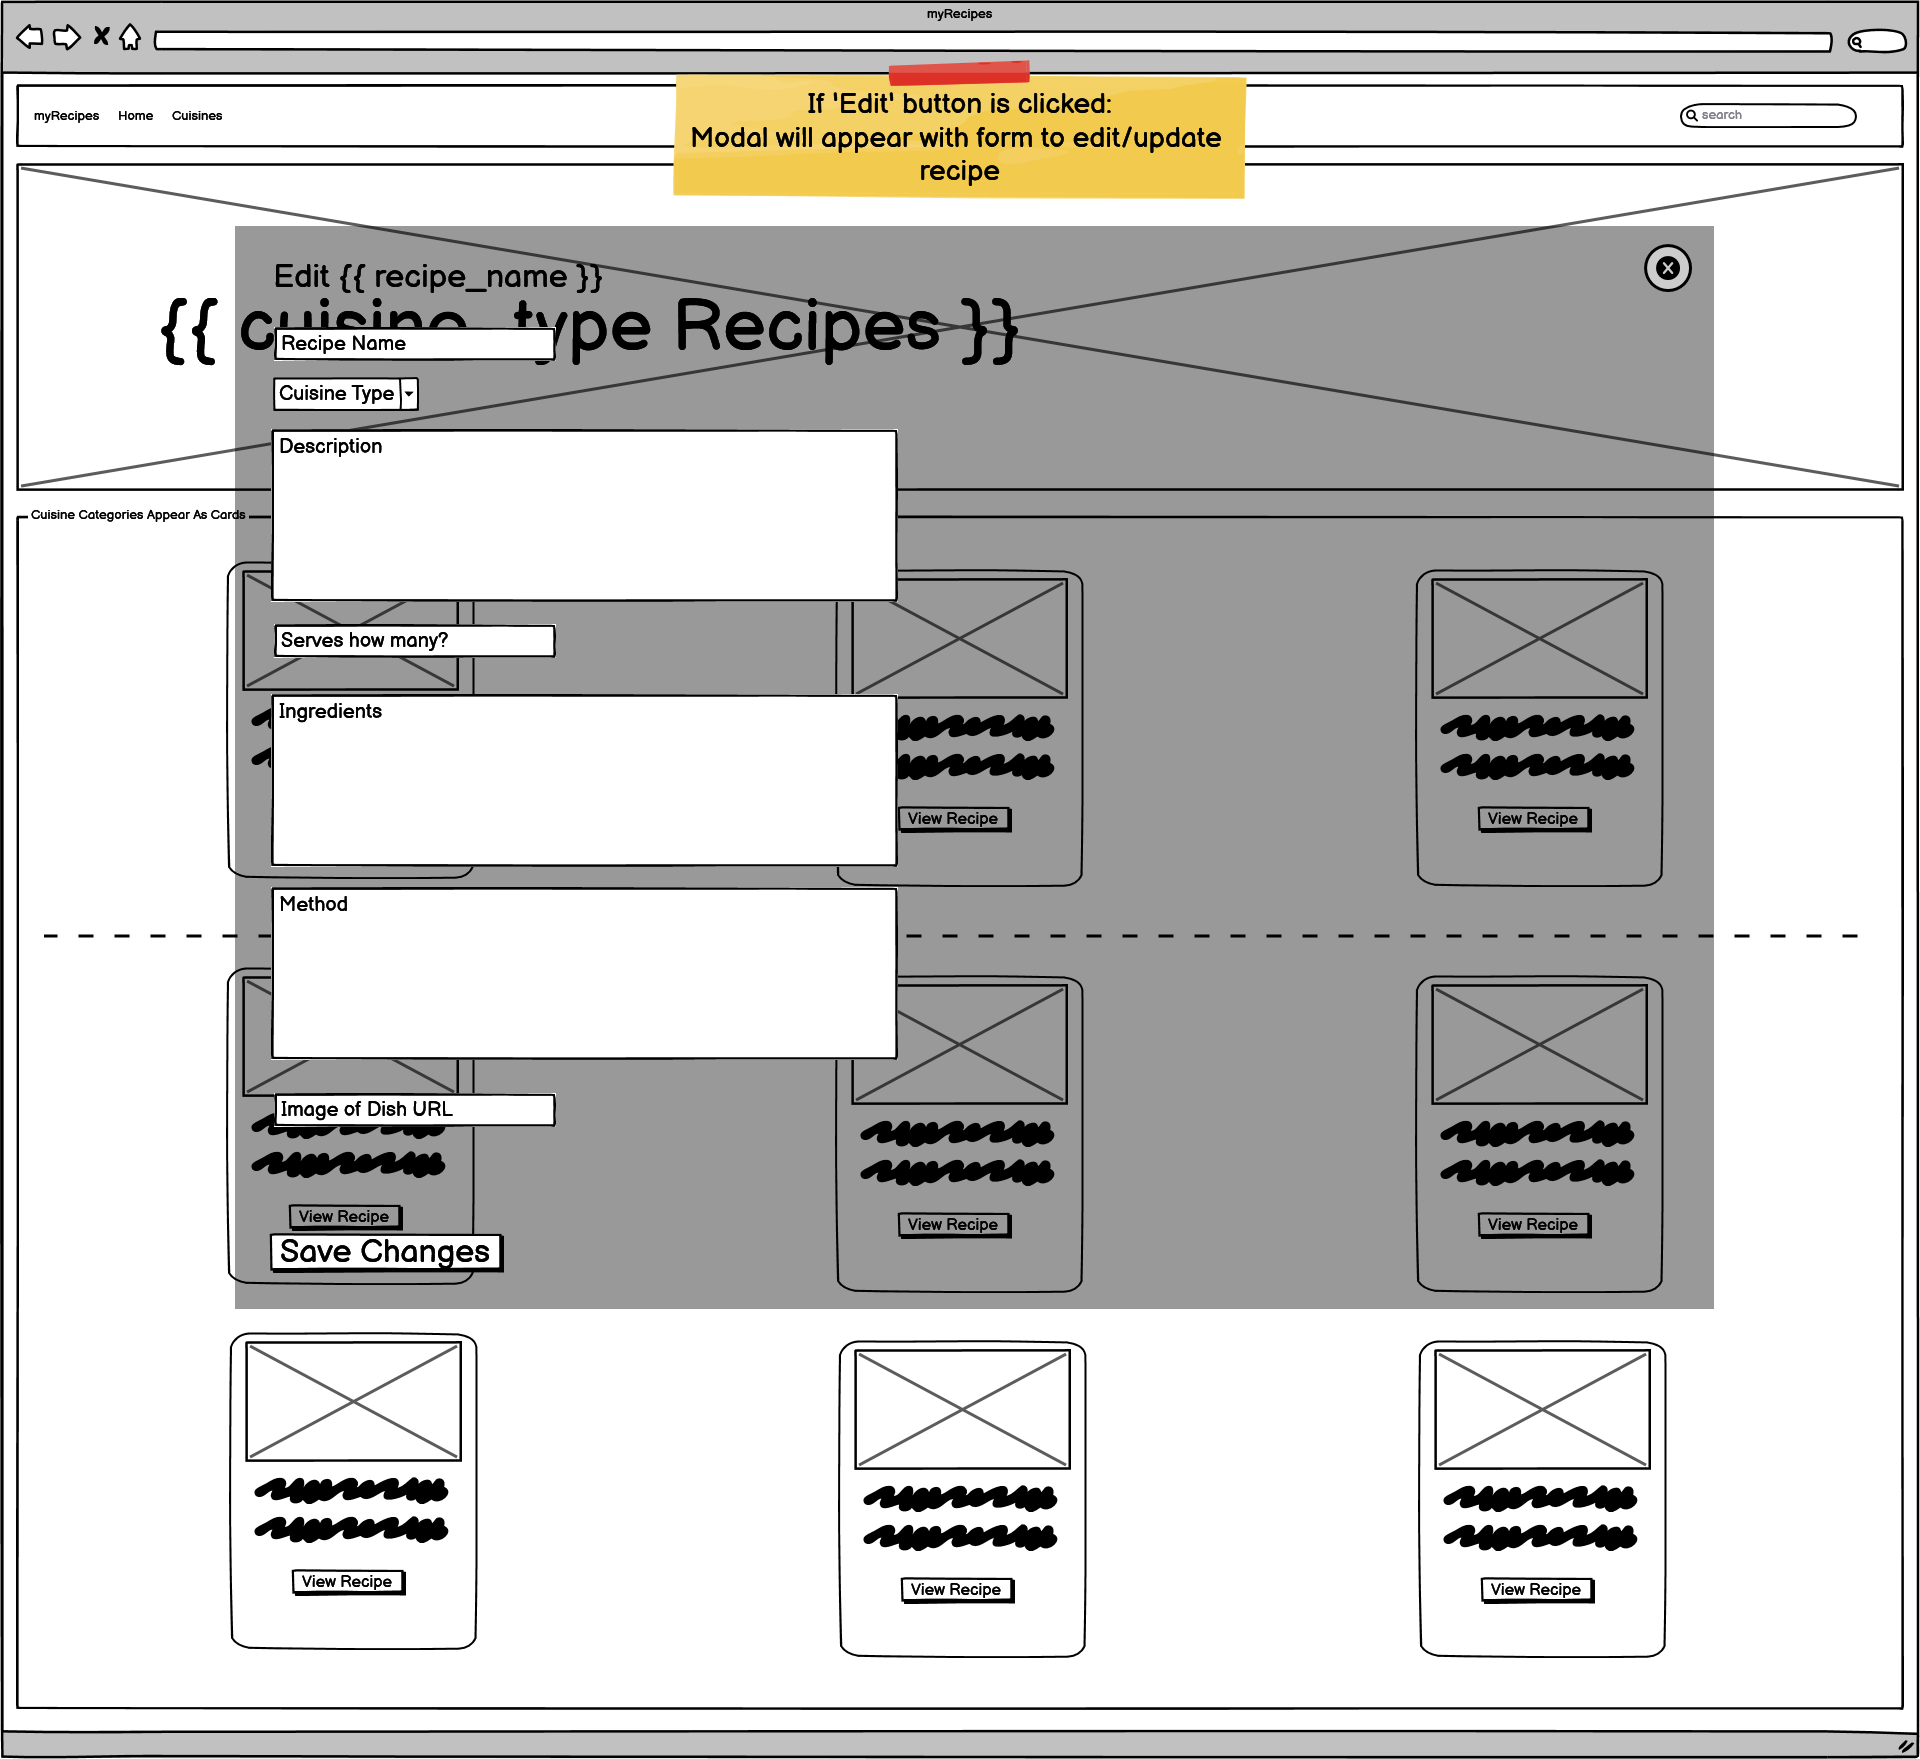 myRecipes
myRecipes Home Cuisines
search
If 'Edit' button is clicked:
Modal will appear with form to edit/update
recipe
Edit {{ recipe_name }}
{{ cuisine_type Recipes }}
Recipe Name
Cuisine Type
Description
Cuisine Categories Appear As Cards
Serves how many?
Ingredients
View Recipe
View Recipe
Method
Image of Dish URL
View Recipe
View Recipe
View Recipe
Save Changes
View Recipe
View Recipe
View Recipe